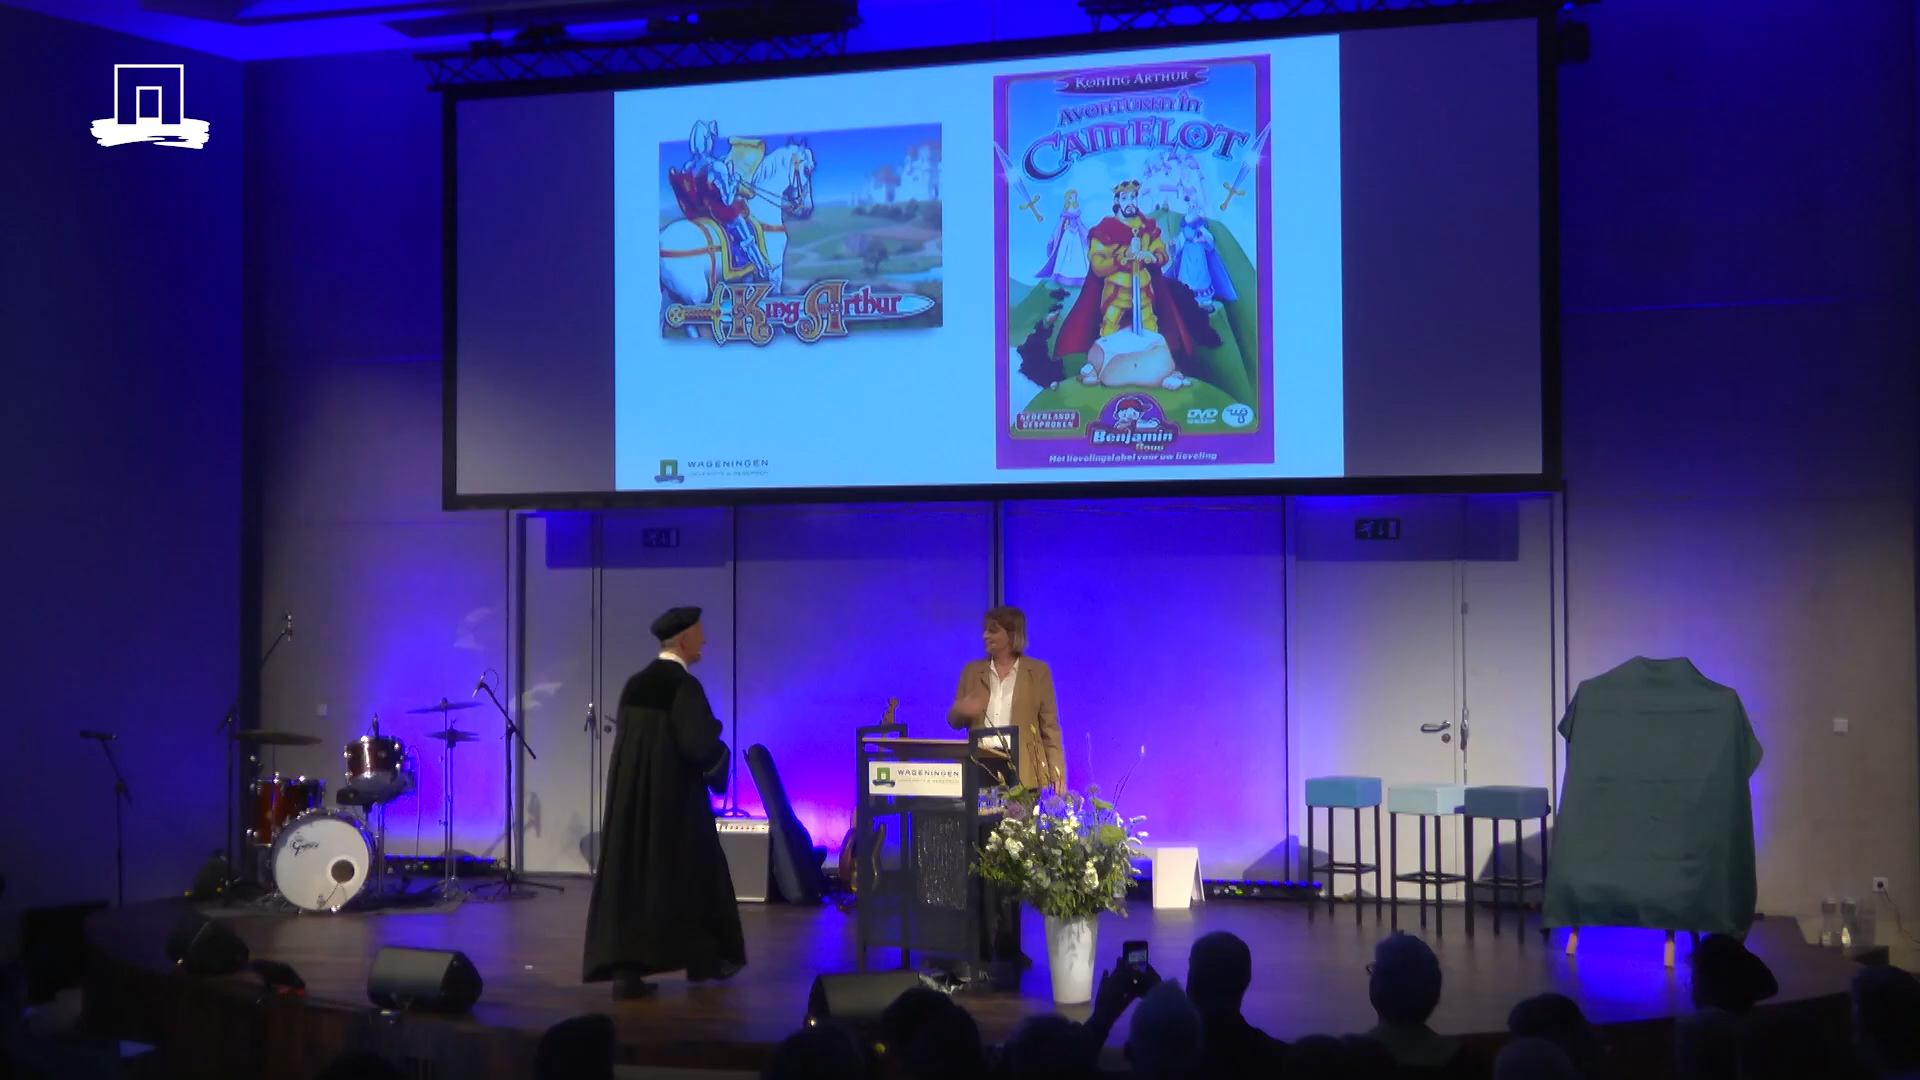 Koning Arthur
Avonturen in
Camelot
King Arthur
NEDERLANDS
GESPROKEN
DVD
Benjamin
Het lievelingslabel voor uw lieveling
WAGENINGEN
WAGENINGEN